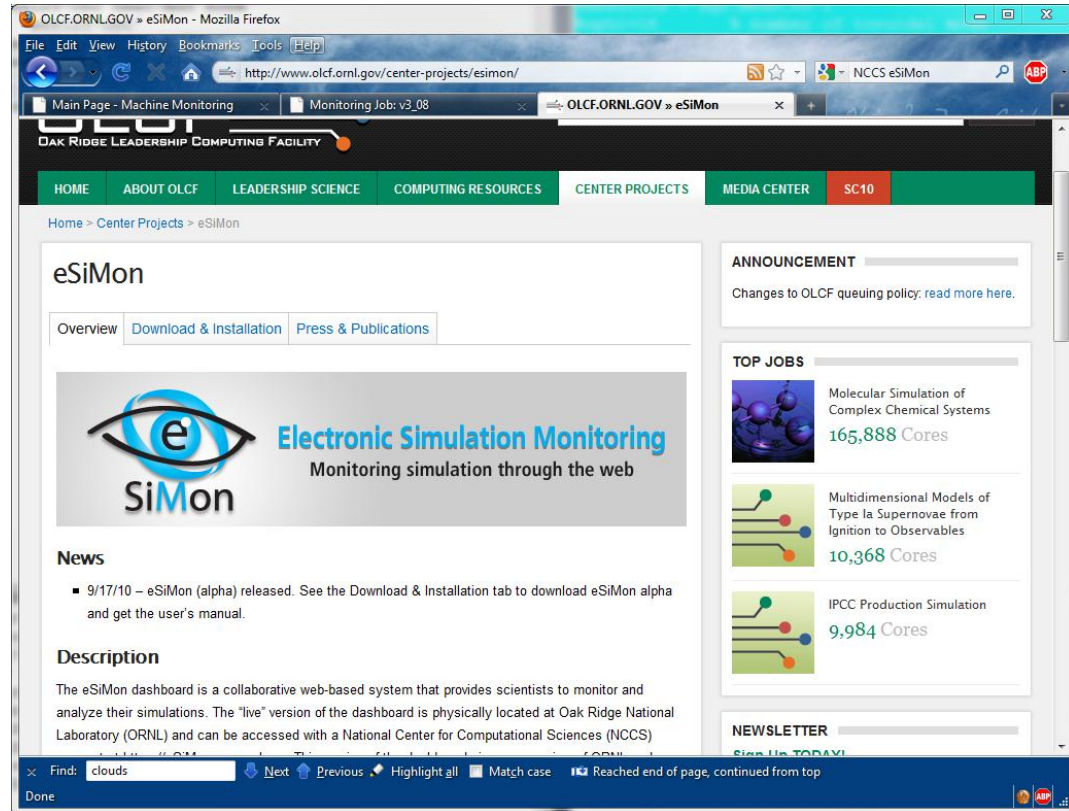 OLCF.ORNL.GOV » eSiMon - Mozilla Firefox
File Edit View History Bookmarks Tools Help
http://www.olcf.ornl.gov/center-projects/esimon/
NCCS eSiMon
ABP
Main Page - Machine Monitoring
Monitoring Job: v3_08
OLCF.ORNL.GOV » eSiMon
OAK RIDGE LEADERSHIP COMPUTING FACILITY
HOME ABOUT OLCF LEADERSHIP SCIENCE COMPUTING RESOURCES CENTER PROJECTS MEDIA CENTER SC10
Home > Center Projects > eSiMon
eSiMon
Overview Download & Installation Press & Publications
e
SiMon
Electronic Simulation Monitoring
Monitoring simulation through the web
News
9/17/10 – eSiMon (alpha) released. See the Download & Installation tab to download eSiMon alpha
and get the user's manual.
Description
The eSiMon dashboard is a collaborative web-based system that provides scientists to monitor and
analyze their simulations. The “live” version of the dashboard is physically located at Oak Ridge National
Laboratory (ORNL) and can be accessed with a National Center for Computational Sciences (NCCS)
ANNOUNCEMENT
Changes to OLCF queuing policy: read more here.
TOP JOBS
Molecular Simulation of
Complex Chemical Systems
165,888 Cores
Multidimensional Models of
Type Ia Supernovae from
Ignition to Observables
10,368 Cores
IPCC Production Simulation
9,984 Cores
NEWSLETTER
Sign Up TODAY!
Find: clouds Next Previous Highlight all Match case Reached end of page, continued from top
Done
ABP